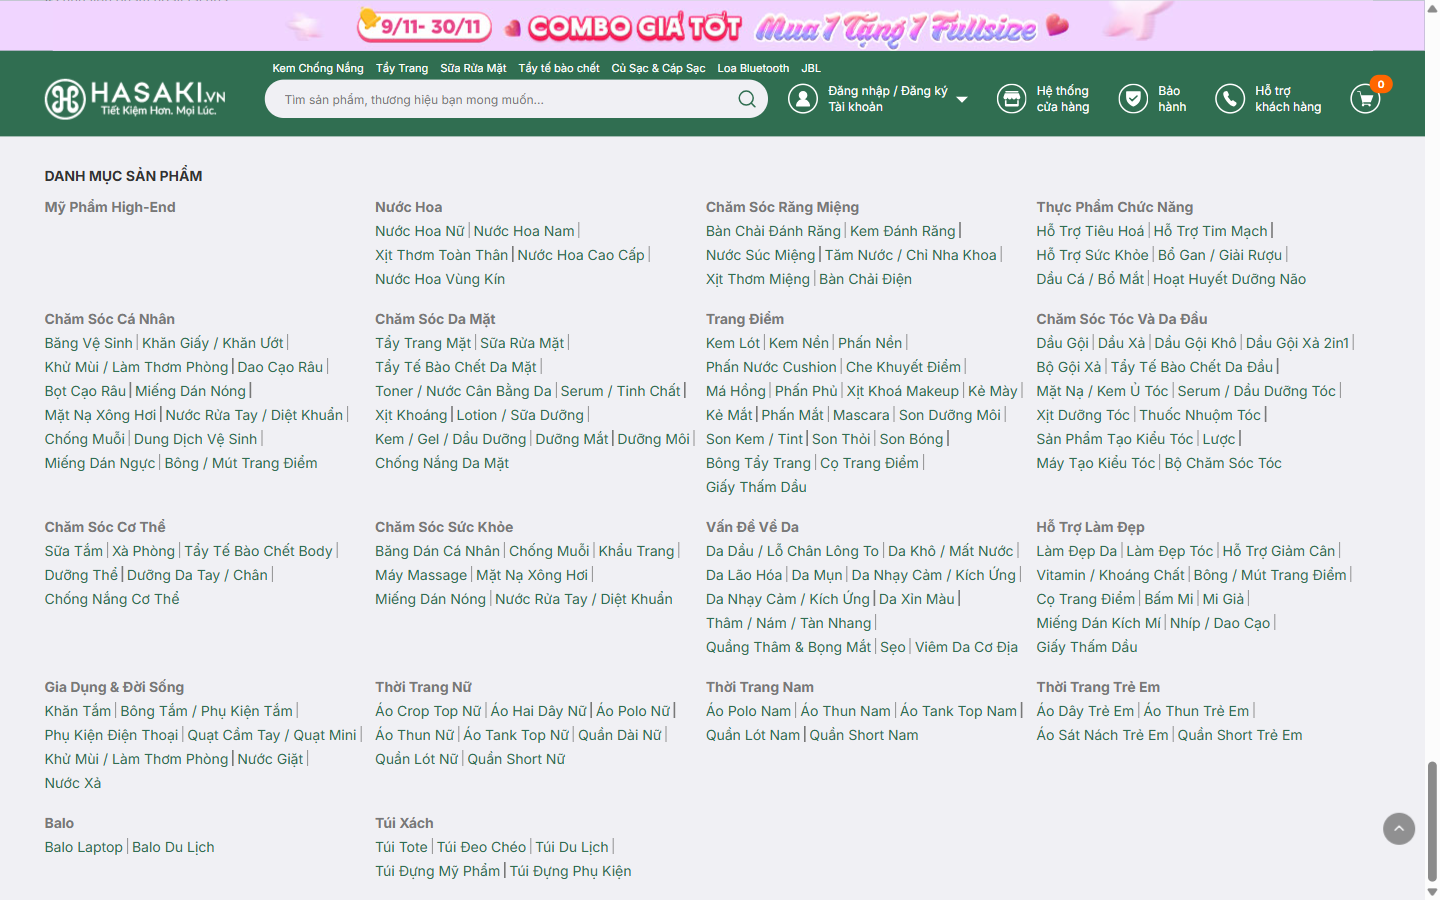 9/11- 30/11 COMBO GIÁ TỐT Mua 1 Tặng 1 Fullsize
Kem Chống Nắng Tẩy Trang Sữa Rửa Mặt Tẩy tế bào chết Củ Sạc & Cáp Sạc Loa Bluetooth JBL
HASAKI.VN
Tiết Kiệm Hơn. Mọi Lúc.
Tìm sản phẩm, thương hiệu bạn mong muốn...
Đăng nhập / Đăng ký
Tài khoản
Hệ thống
cửa hàng
Bảo
hành
Hỗ trợ
khách hàng
0
DANH MỤC SẢN PHẨM
Mỹ Phẩm High-End
Nước Hoa
Nước Hoa Nữ | Nước Hoa Nam |
Xịt Thơm Toàn Thân | Nước Hoa Cao Cấp |
Nước Hoa Vùng Kín
Chăm Sóc Răng Miệng
Bàn Chải Đánh Răng | Kem Đánh Răng |
Nước Súc Miệng | Tăm Nước / Chỉ Nha Khoa |
Xịt Thơm Miệng | Bàn Chải Điện
Thực Phẩm Chức Năng
Hỗ Trợ Tiêu Hoá | Hỗ Trợ Tim Mạch |
Hỗ Trợ Sức Khỏe | Bổ Gan / Giải Rượu |
Dầu Cá / Bổ Mắt | Hoạt Huyết Dưỡng Não
Chăm Sóc Cá Nhân
Băng Vệ Sinh | Khăn Giấy / Khăn Ướt |
Khử Mùi / Làm Thơm Phòng | Dao Cạo Râu |
Bọt Cạo Râu | Miếng Dán Nóng |
Mặt Nạ Xông Hơi | Nước Rửa Tay / Diệt Khuẩn |
Chống Muỗi | Dung Dịch Vệ Sinh |
Miếng Dán Ngực | Bông / Mút Trang Điểm
Chăm Sóc Da Mặt
Tẩy Trang Mặt | Sữa Rửa Mặt |
Tẩy Tế Bào Chết Da Mặt |
Toner / Nước Cân Bằng Da | Serum / Tinh Chất |
Xịt Khoáng | Lotion / Sữa Dưỡng |
Kem / Gel / Dầu Dưỡng | Dưỡng Mắt | Dưỡng Môi |
Chống Nắng Da Mặt
Trang Điểm
Kem Lót | Kem Nền | Phấn Nền |
Phấn Nước Cushion | Che Khuyết Điểm |
Má Hồng | Phấn Phủ | Xịt Khoá Makeup | Kẻ Mày |
Kẻ Mắt | Phấn Mắt | Mascara | Son Dưỡng Môi |
Son Kem / Tint | Son Thỏi | Son Bóng |
Bông Tẩy Trang | Cọ Trang Điểm |
Giấy Thấm Dầu
Chăm Sóc Tóc Và Da Đầu
Dầu Gội | Dầu Xả | Dầu Gội Khô | Dầu Gội Xả 2in1 |
Bộ Gội Xả | Tẩy Tế Bào Chết Da Đầu |
Mặt Nạ / Kem Ủ Tóc | Serum / Dầu Dưỡng Tóc |
Xịt Dưỡng Tóc | Thuốc Nhuộm Tóc |
Sản Phẩm Tạo Kiểu Tóc | Lược |
Máy Tạo Kiểu Tóc | Bộ Chăm Sóc Tóc
Chăm Sóc Cơ Thể
Sữa Tắm | Xà Phòng | Tẩy Tế Bào Chết Body |
Dưỡng Thể | Dưỡng Da Tay / Chân |
Chống Nắng Cơ Thể
Chăm Sóc Sức Khỏe
Băng Dán Cá Nhân | Chống Muỗi | Khẩu Trang |
Máy Massage | Mặt Nạ Xông Hơi |
Miếng Dán Nóng | Nước Rửa Tay / Diệt Khuẩn
Vấn Đề Về Da
Da Dầu / Lỗ Chân Lông To | Da Khô / Mất Nước |
Da Lão Hóa | Da Mụn | Da Nhạy Cảm / Kích Ứng |
Da Nhạy Cảm / Kích Ứng | Da Xỉn Màu |
Thâm / Nám / Tàn Nhang |
Quầng Thâm & Bọng Mắt | Sẹo | Viêm Da Cơ Địa
Hỗ Trợ Làm Đẹp
Làm Đẹp Da | Làm Đẹp Tóc | Hỗ Trợ Giảm Cân |
Vitamin / Khoáng Chất | Bông / Mút Trang Điểm |
Cọ Trang Điểm | Bấm Mi | Mi Giả |
Miếng Dán Kích Mí | Nhíp / Dao Cạo |
Giấy Thấm Dầu
Gia Dụng & Đời Sống
Khăn Tắm | Bông Tắm / Phụ Kiện Tắm |
Phụ Kiện Điện Thoại | Quạt Cầm Tay / Quạt Mini |
Khử Mùi / Làm Thơm Phòng | Nước Giặt |
Nước Xả
Thời Trang Nữ
Áo Crop Top Nữ | Áo Hai Dây Nữ | Áo Polo Nữ |
Áo Thun Nữ | Áo Tank Top Nữ | Quần Dài Nữ |
Quần Lót Nữ | Quần Short Nữ
Thời Trang Nam
Áo Polo Nam | Áo Thun Nam | Áo Tank Top Nam |
Quần Lót Nam | Quần Short Nam
Thời Trang Trẻ Em
Áo Dây Trẻ Em | Áo Thun Trẻ Em |
Áo Sát Nách Trẻ Em | Quần Short Trẻ Em
Balo
Balo Laptop | Balo Du Lịch
Túi Xách
Túi Tote | Túi Đeo Chéo | Túi Du Lịch |
Túi Đựng Mỹ Phẩm | Túi Đựng Phụ Kiện